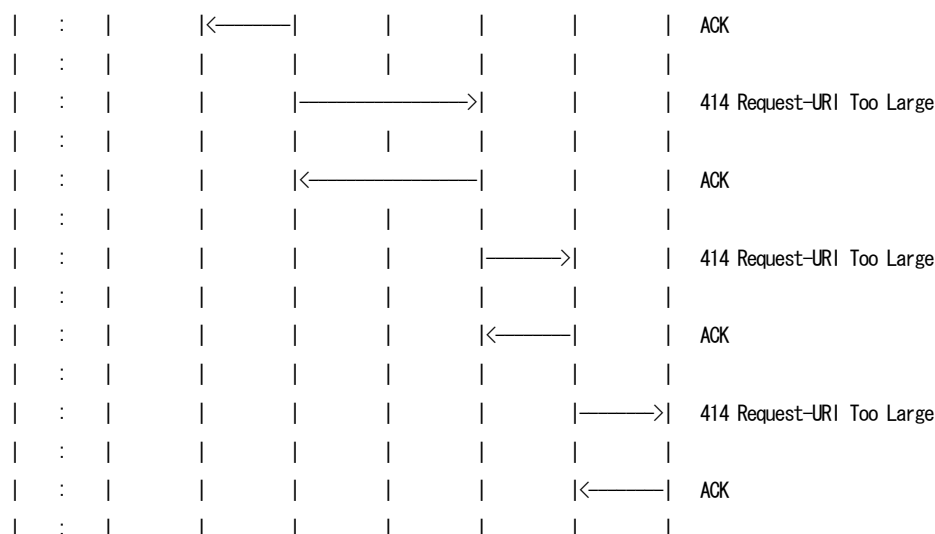 | : | |<-------| | | | | ACK
| : | | | | | | |
| : | | |---------------->| | | 414 Request-URI Too Large
| : | | | | | | |
| : | | |<----------------| | | ACK
| : | | | | | | |
| : | | | | |------->| | 414 Request-URI Too Large
| : | | | | | | |
| : | | | | |<-------| | ACK
| : | | | | | | |
| : | | | | | |------->| 414 Request-URI Too Large
| : | | | | | | |
| : | | | | | |<-------| ACK
| : | | | | | | |